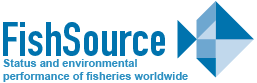 FishSource
Status and environmental
performance of fisheries worldwide